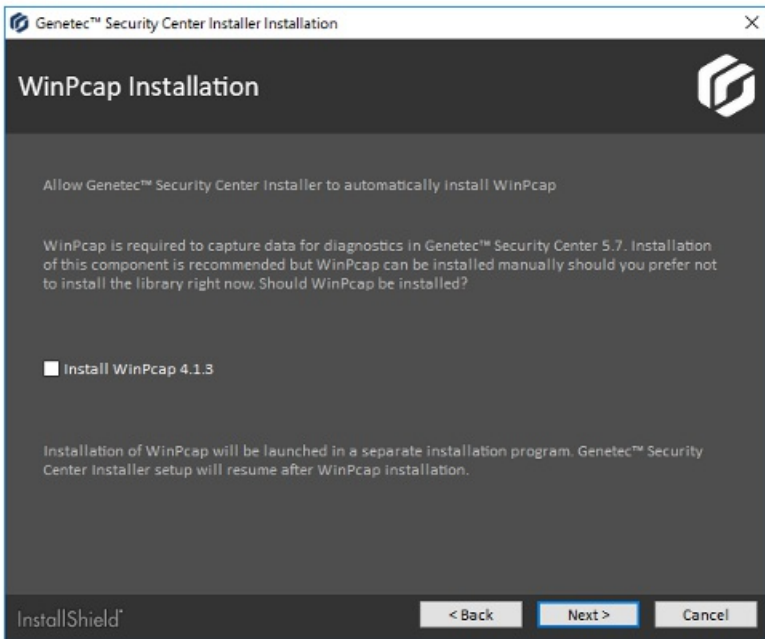 Genetec™ Security Center Installer Installation
WinPcap Installation
Allow Genetec™ Security Center Installer to automatically install WinPcap
WinPcap is required to capture data for diagnostics in Genetec™ Security Center 5.7. Installation
of this component is recommended but WinPcap can be installed manually should you prefer not
to install the library right now. Should WinPcap be installed?
Install WinPcap 4.1.3
Installation of WinPcap will be launched in a separate installation program. Genetec™ Security
Center Installer setup will resume after WinPcap installation.
InstallShield
< Back
Next >
Cancel